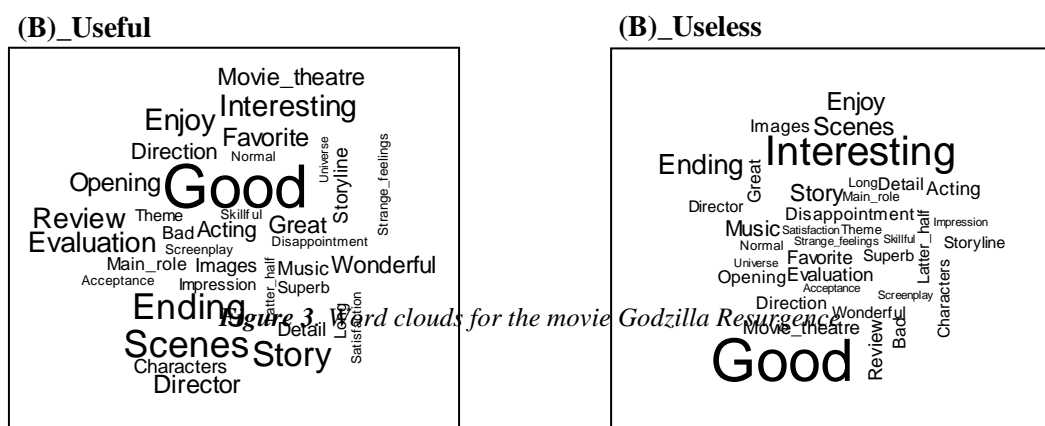 (B)_Useful
Movie_theatre
Interesting
Enjoy
Favorite
Direction
Normal
Universe
Storyline
Strange_feelings
Opening
Good
Review
Theme
Skillful
Bad
Acting
Great
Evaluation
Disappointment
Screenplay
Main_role
Images
Music
Wonderful
Acceptance
Impression
Latter_half
Superb
Ending
Detail
Long
Satisfaction
Scenes
Story
Characters
Director
(B)_Useless
Enjoy
Images
Scenes
Interesting
Ending
Great
Story
Long
Detail
Main_role
Acting
Director
Disappointment
Impression
Music
Satisfaction
Theme
Latter_half
Normal
Strange_feelings
Skillful
Storyline
Favorite
Superb
Universe
Opening
Evaluation
Characters
Acceptance
Screenplay
Direction
Wonderful
Movie_theatre
Bad
Review
Good
Figure 3. Word clouds for the movie Godzilla Resurgence